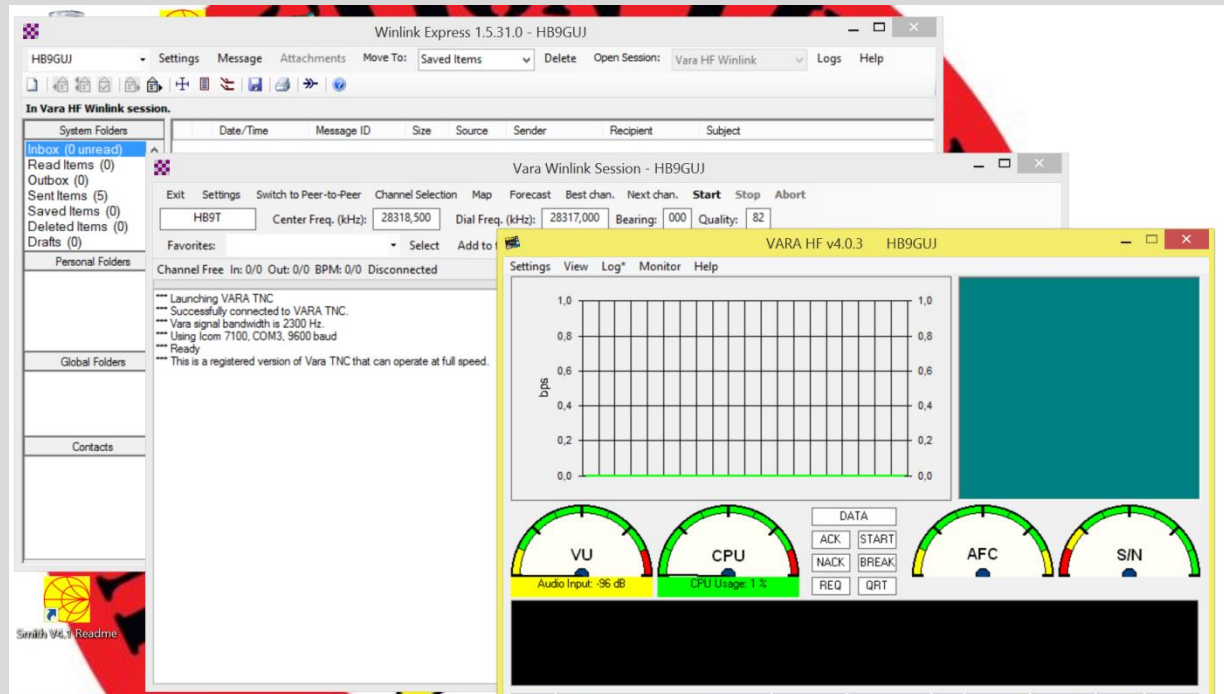 Winlink Express 1.5.31.0 - HB9GUJ
HB9GUJ Settings Message Attachments Move To: Saved Items Delete Open Session: Vara HF Winlink Logs Help
In Vara HF Winlink session.
System Folders Date/Time Message ID Size Source Sender Recipient Subject
Inbox (0 unread)
Read Items (0)
Outbox (0)
Sent Items (5)
Saved Items (0)
Deleted Items (0)
Drafts (0)
Personal Folders
Global Folders
Contacts
Vara Winlink Session - HB9GUJ
Exit Settings Switch to Peer-to-Peer Channel Selection Map Forecast Best chan. Next chan. Start Stop Abort
HB9T Center Freq. (kHz): 28318,500 Dial Freq. (kHz): 28317,000 Bearing: 000 Quality: 82
Favorites: Select Add to
Channel Free In: 0/0 Out: 0/0 BPM: 0/0 Disconnected
*** Launching VARA TNC
*** Successfully connected to VARA TNC.
*** Vara signal bandwidth is 2300 Hz.
*** Using Icom 7100, COM3, 9600 baud
*** Ready
*** This is a registered version of Vara TNC that can operate at full speed.
VARA HF v4.0.3 HB9GUJ
Settings View Log* Monitor Help
1,0 1,0
0,8 0,8
0,6 0,6
bps
0,4 0,4
0,2 0,2
0,0 0,0
VU
Audio Input: -96 dB
CPU
CPU Usage: 1 %
DATA
ACK START
NACK BREAK
REQ QRT
AFC
S/N
Smith V4.1 Readme